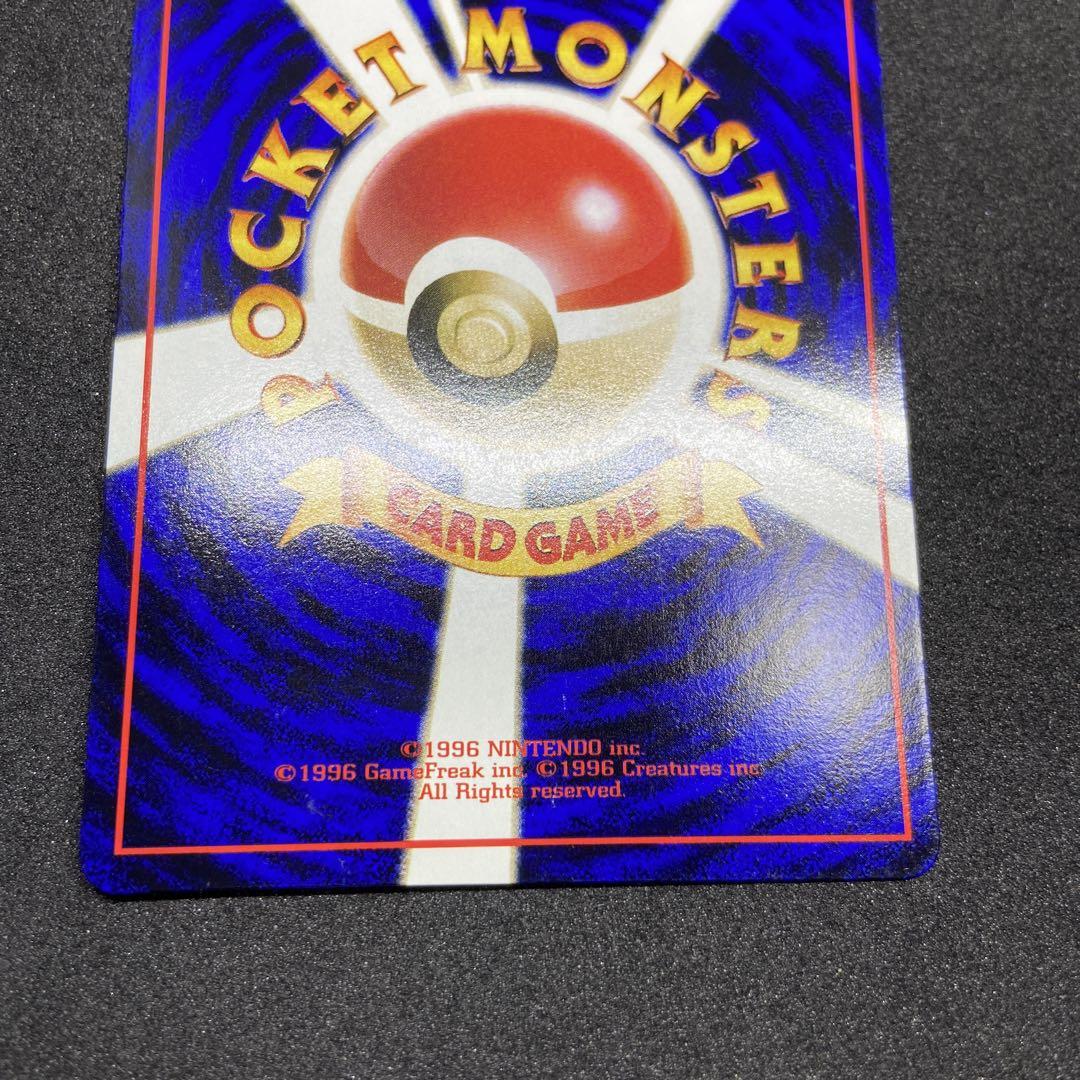 POCKET MONSTERS
CARD GAME
©1996 NINTENDO inc.
©1996 GameFreak inc. ©1996 Creatures inc.
All Rights reserved.